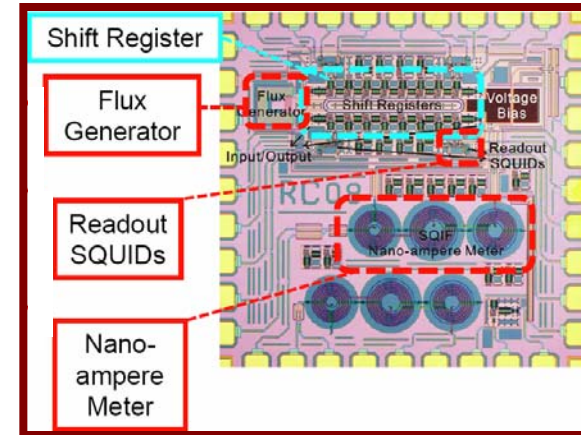 Shift Register
Flux
Generator
Readout
SQUIDs
Nano-
ampere
Meter
Flux
Generator
Shift Registers
Voltage
Bias
Input/Output
Readout
SQUIDs
RC08
SQIF
Nano-ampere Meter